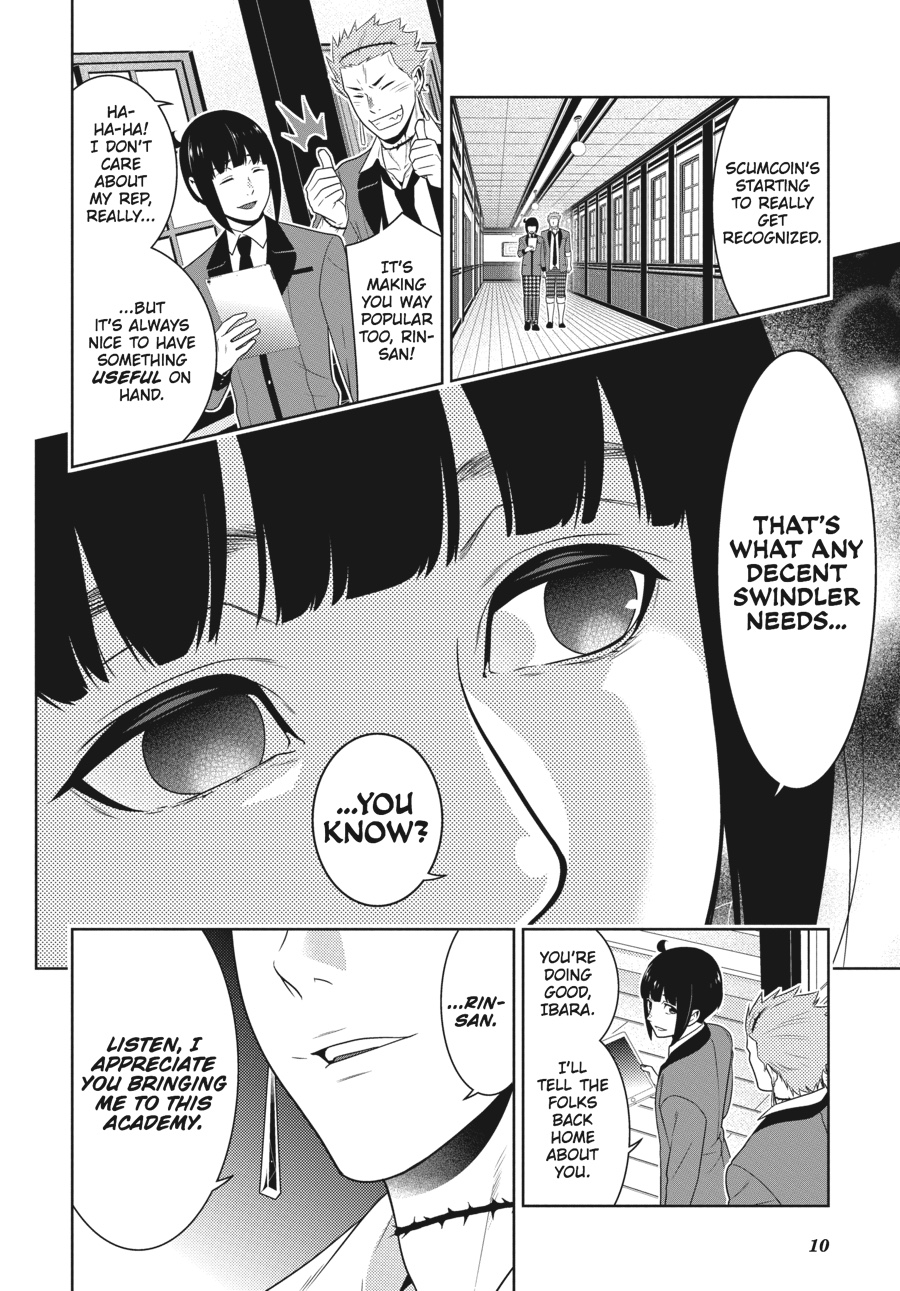 SCUMCOIN'S
STARTING
TO REALLY
GET
RECOGNIZED.
IT'S
MAKING
YOU WAY
POPULAR
TOO, RIN-
SAN!
HA-
HA-HA!
I DON'T
CARE
ABOUT
MY REP,
REALLY...
...BUT
IT'S ALWAYS
NICE TO HAVE
SOMETHING
USEFUL ON
HAND.
THAT'S
WHAT ANY
DECENT
SWINDLER
NEEDS...
...YOU
KNOW?
YOU'RE
DOING
GOOD,
IBARA.
I'LL
TELL THE
FOLKS
BACK
HOME
ABOUT
YOU.
...RIN-
SAN.
LISTEN, I
APPRECIATE
YOU BRINGING
ME TO THIS
ACADEMY.
10